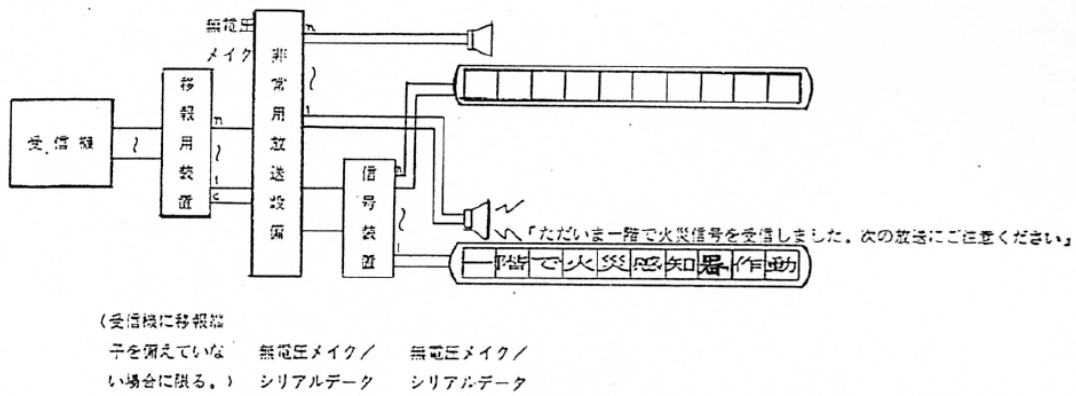 無電圧
メイク
受信機
移報用装置
非常用放送設備
信号装置
n
1
n
1
c
n
1
「ただいま一階で火災信号を受信しました。次の放送にご注意ください」
一階で火災感知器作動
(受信機に移報端
子を備えていな
い場合に限る。)
無電圧メイク/
シリアルデータ
無電圧メイク/
シリアルデータ